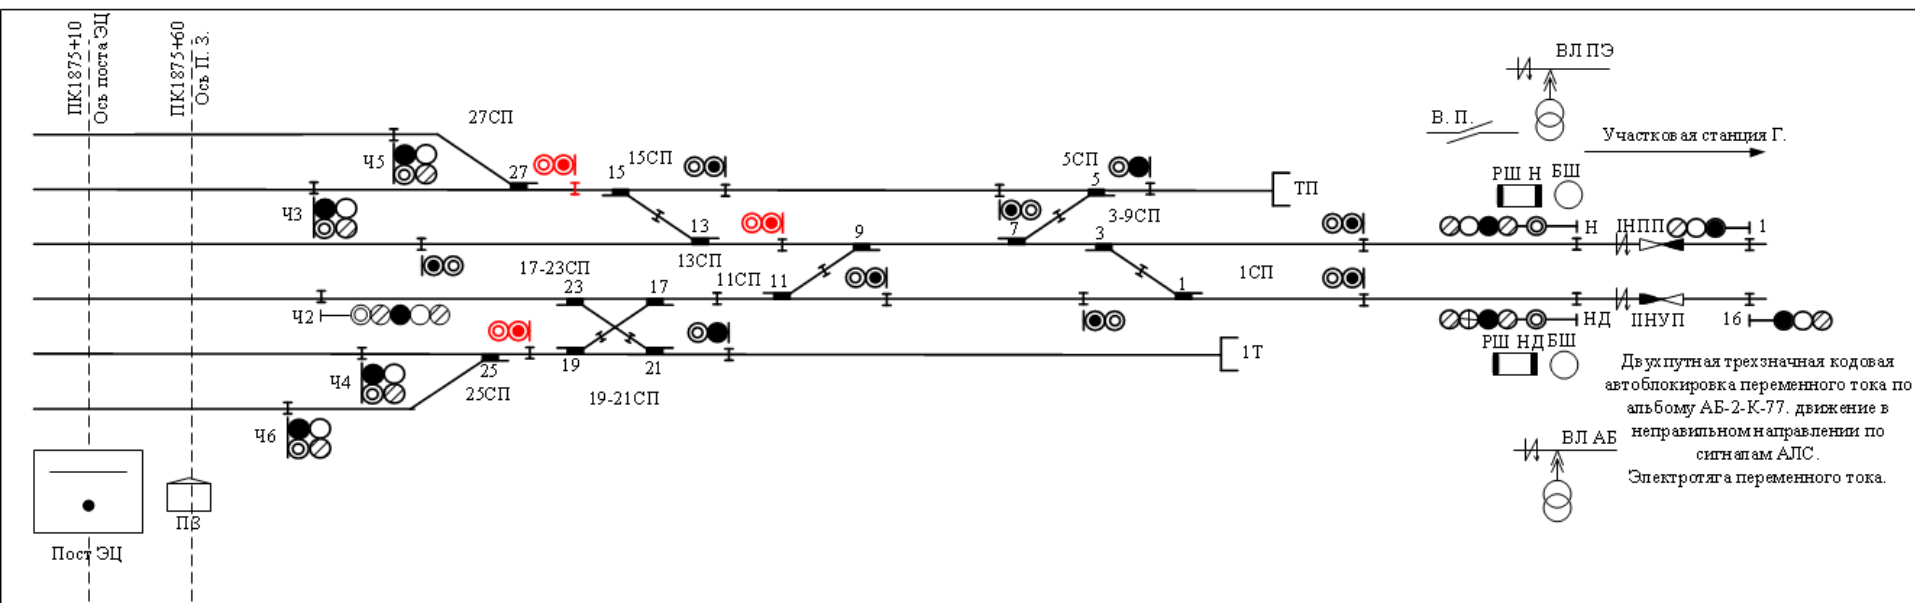 ПК1875+10
Ось поста ЭЦ
ПК1875+60
Ось П. З.
27СП
Ч5
27
15
15СП
5СП
5
ТП
Ч3
3-9СП
13
9
7
3
13СП
17-23СП
11СП
23
17
11
1СП
1
Ч2
1Т
Ч4
25
19
21
25СП
19-21СП
Ч6
Пост ЭЦ
ПЗ
ВЛ ПЭ
В. П.
Участковая станция Г.
РШ Н
БШ
Н
1НПП
1
НД
ПНУП
16
РШ НД
БШ
Двухпутная трехзначная кодовая
автоблокировка переменного тока по
альбому АБ-2-К-77. движение в
неправильном направлении по
сигналам АЛС.
Электротяга переменного тока.
ВЛ АБ